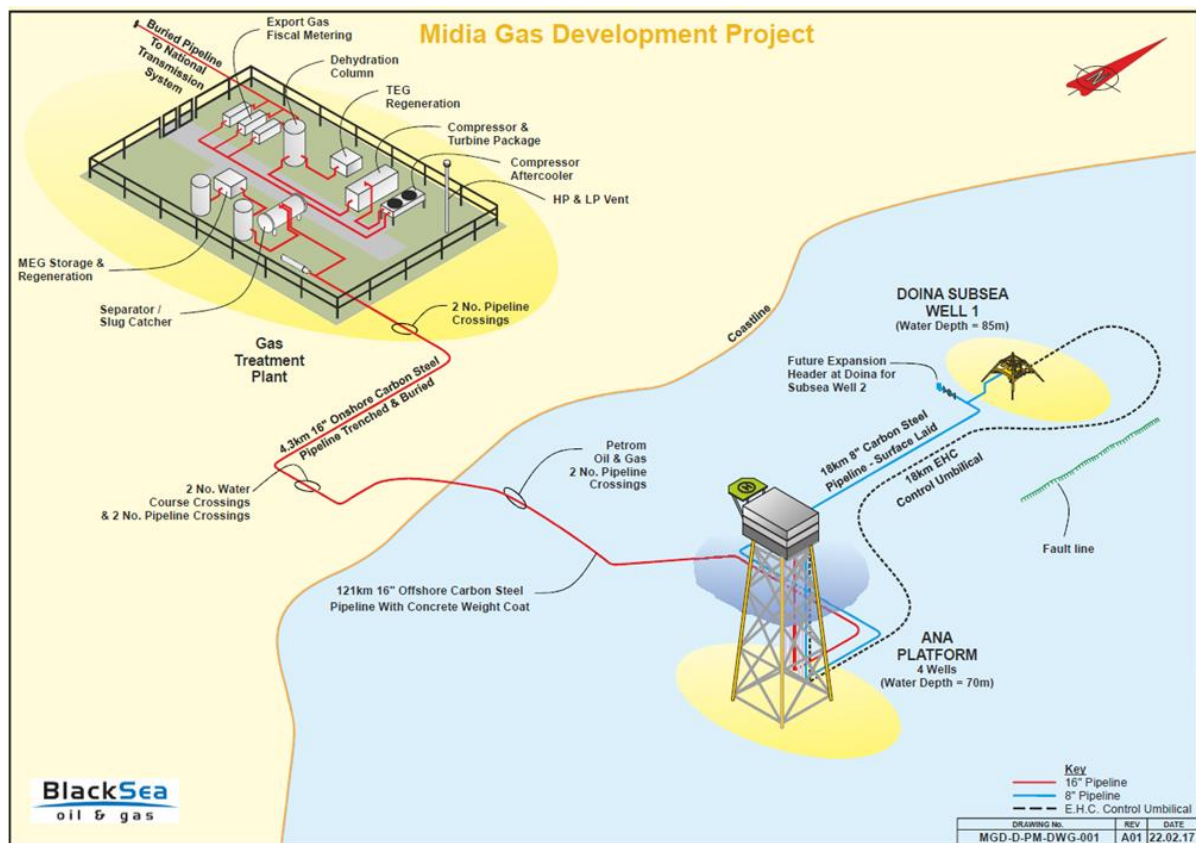 Midia Gas Development Project
Buried Pipeline
To National
Transmission
System
Export Gas
Fiscal Metering
Dehydration
Column
TEG
Regeneration
Compressor &
Turbine Package
Compressor
Aftercooler
HP & LP Vent
N
MEG Storage &
Regeneration
Separator /
Slug Catcher
Gas
Treatment
Plant
2 No. Pipeline
Crossings
Coastline
4.3km 16" Onshore Carbon Steel
Pipeline Trenched & Buried
2 No. Water
Course Crossings
& 2 No. Pipeline Crossings
Petrom
Oil & Gas
2 No. Pipeline
Crossings
121km 16" Offshore Carbon Steel
Pipeline With Concrete Weight Coat
DOINA SUBSEA
WELL 1
(Water Depth = 85m)
Future Expansion
Header at Doina for
Subsea Well 2
18km 8" Carbon Steel
Pipeline - Surface Laid
18km EHC
Control Umbilical
Fault line
H
ANA
PLATFORM
4 Wells
(Water Depth = 70m)
BlackSea
oil & gas
Key
16" Pipeline
8" Pipeline
E.H.C. Control Umbilical
DRAWING No. REV DATE
MGD-D-PM-DWG-001 A01 22.02.17